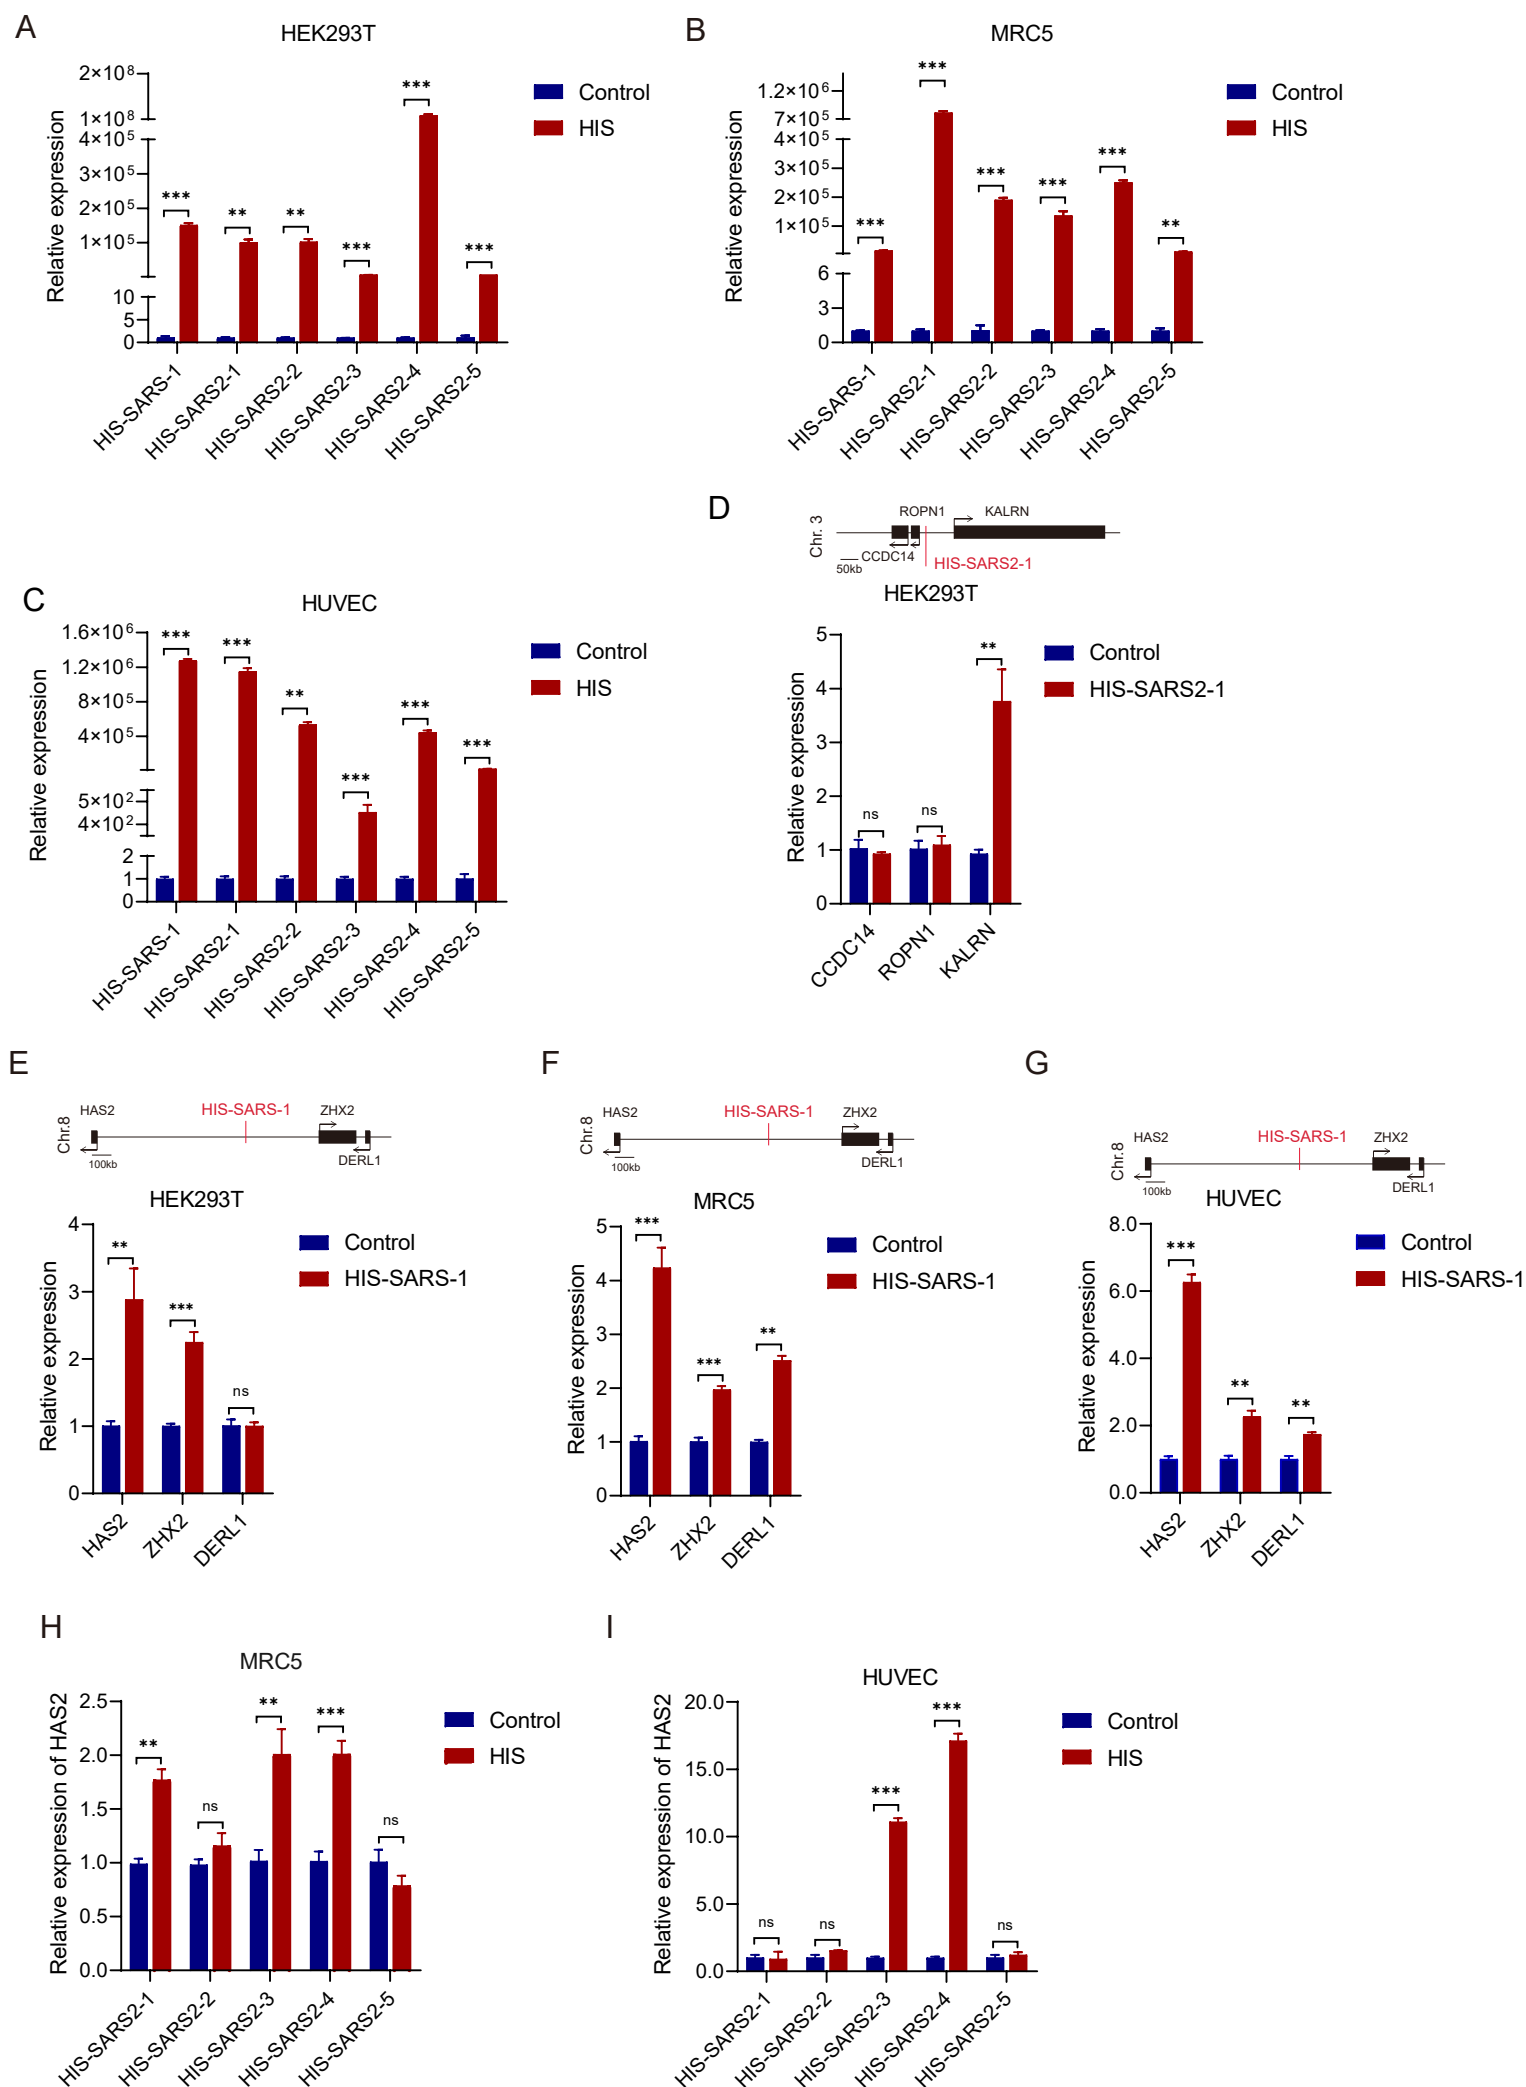 A
HEK293T
Relative expression
2×10⁸
1×10⁸
4×10⁵
3×10⁵
2×10⁵
1×10⁵
10
5
0
*** ** ** *** *** ***
HIS-SARS-1
HIS-SARS2-1
HIS-SARS2-2
HIS-SARS2-3
HIS-SARS2-4
HIS-SARS2-5
Control
HIS
B
MRC5
Relative expression
1.2×10⁶
7×10⁵
4×10⁵
3×10⁵
2×10⁵
1×10⁵
6
3
0
*** *** *** *** *** **
HIS-SARS-1
HIS-SARS2-1
HIS-SARS2-2
HIS-SARS2-3
HIS-SARS2-4
HIS-SARS2-5
Control
HIS
C
HUVEC
Relative expression
1.6×10⁶
1.2×10⁶
8×10⁵
4×10⁵
5×10²
4×10²
2
1
0
*** *** ** *** *** ***
HIS-SARS-1
HIS-SARS2-1
HIS-SARS2-2
HIS-SARS2-3
HIS-SARS2-4
HIS-SARS2-5
Control
HIS
D
Chr. 3
ROPN1
KALRN
CCDC14
50kb
HIS-SARS2-1
HEK293T
Relative expression
5
4
3
2
1
0
ns ns **
CCDC14
ROPN1
KALRN
Control
HIS-SARS2-1
E
Chr.8
HAS2
HIS-SARS-1
ZHX2
DERL1
100kb
HEK293T
Relative expression
4
3
2
1
0
** *** ns
HAS2
ZHX2
DERL1
Control
HIS-SARS-1
F
Chr.8
HAS2
HIS-SARS-1
ZHX2
DERL1
100kb
MRC5
Relative expression
5
4
3
2
1
0
*** *** **
HAS2
ZHX2
DERL1
Control
HIS-SARS-1
G
Chr.8
HAS2
HIS-SARS-1
ZHX2
DERL1
100kb
HUVEC
Relative expression
8.0
6.0
4.0
2.0
0.0
*** ** **
HAS2
ZHX2
DERL1
Control
HIS-SARS-1
H
MRC5
Relative expression of HAS2
2.5
2.0
1.5
1.0
0.5
0.0
** ns ** *** ns
HIS-SARS2-1
HIS-SARS2-2
HIS-SARS2-3
HIS-SARS2-4
HIS-SARS2-5
Control
HIS
I
HUVEC
Relative expression of HAS2
20.0
15.0
10.0
5.0
0.0
ns ns *** *** ns
HIS-SARS2-1
HIS-SARS2-2
HIS-SARS2-3
HIS-SARS2-4
HIS-SARS2-5
Control
HIS